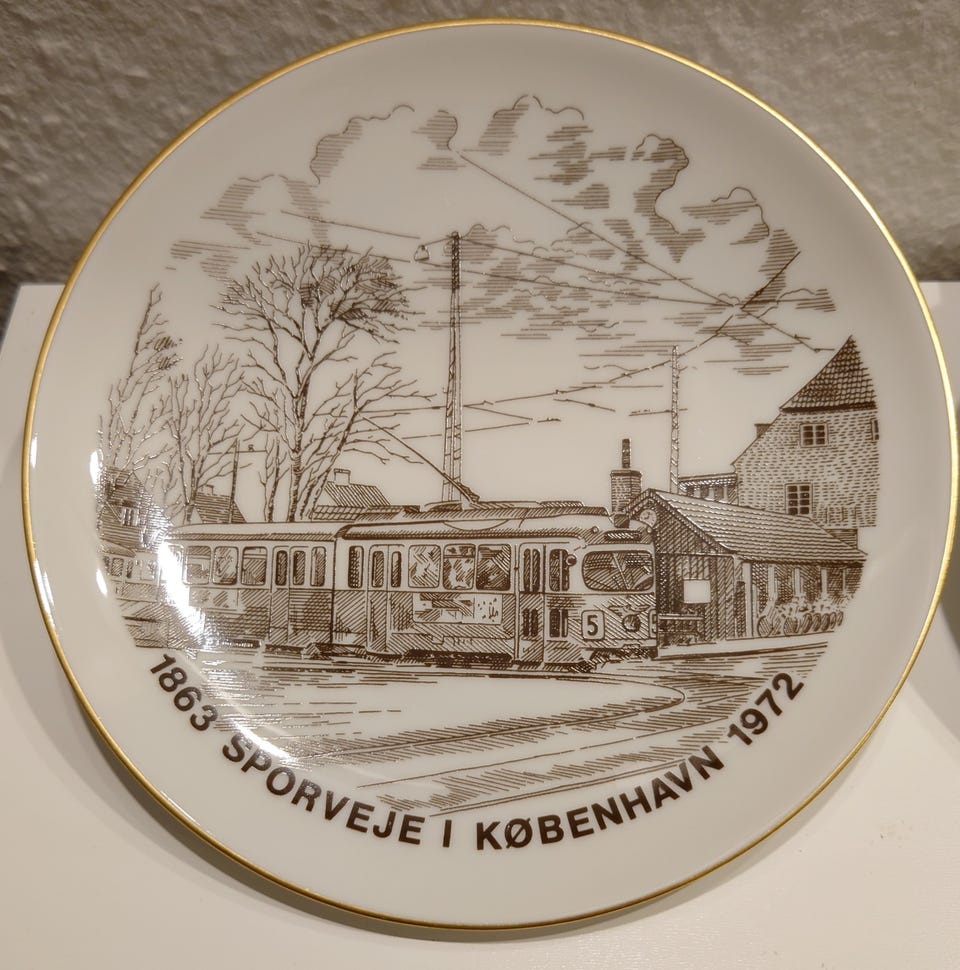 5
1863 SPORVEJE I KØBENHAVN 1972